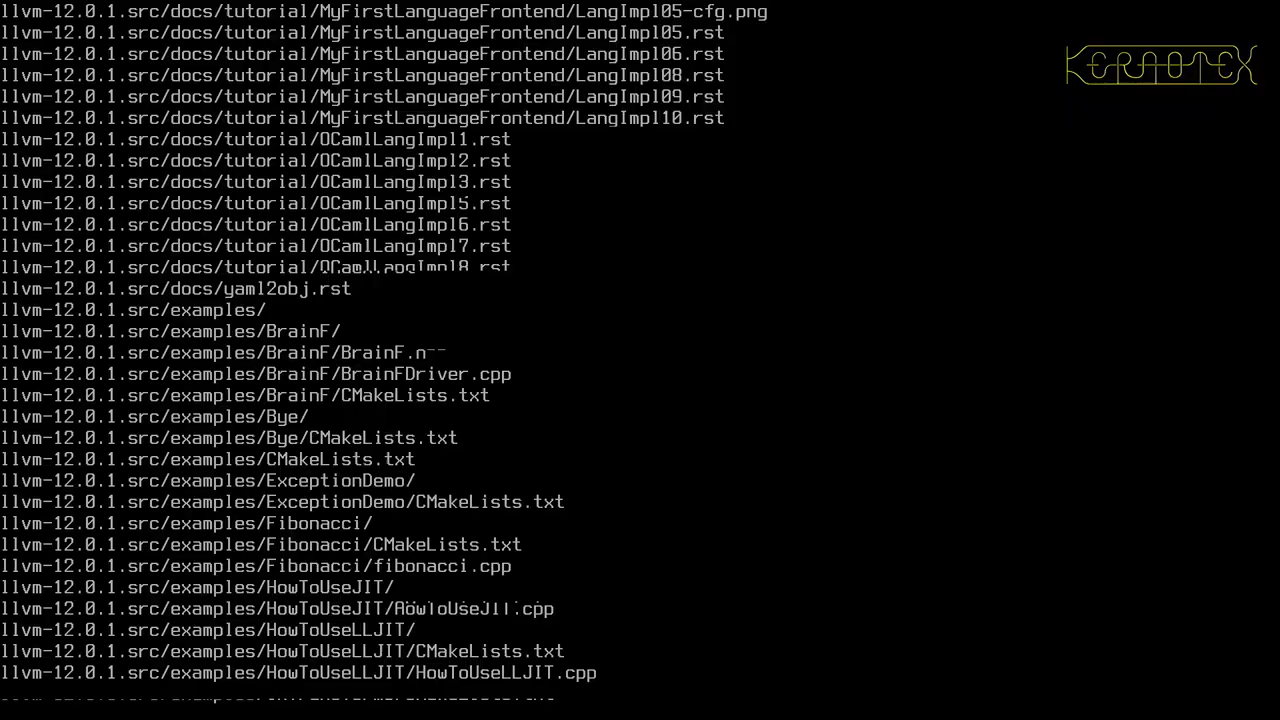 llvm-12.0.1.src/docs/tutorial/MyFirstLanguageFrontend/LangImpl05-cfg.png
KERNOTEX
llvm-12.0.1.src/docs/tutorial/MyFirstLanguageFrontend/LangImpl05.rst
llvm-12.0.1.src/docs/tutorial/MyFirstLanguageFrontend/LangImpl06.rst
llvm-12.0.1.src/docs/tutorial/MyFirstLanguageFrontend/LangImpl08.rst
llvm-12.0.1.src/docs/tutorial/MyFirstLanguageFrontend/LangImpl09.rst
llvm-12.0.1.src/docs/tutorial/MyFirstLanguageFrontend/LangImpl10.rst
llvm-12.0.1.src/docs/tutorial/OCamlLangImpl1.rst
llvm-12.0.1.src/docs/tutorial/OCamlLangImpl2.rst
llvm-12.0.1.src/docs/tutorial/OCamlLangImpl3.rst
llvm-12.0.1.src/docs/tutorial/OCamlLangImpl5.rst
llvm-12.0.1.src/docs/tutorial/OCamlLangImpl6.rst
llvm-12.0.1.src/docs/tutorial/OCamlLangImpl7.rst
llvm-12.0.1.src/docs/tutorial/OCamlLangImpl8.rst
llvm-12.0.1.src/docs/yaml2obj.rst
llvm-12.0.1.src/examples/
llvm-12.0.1.src/examples/BrainF/
llvm-12.0.1.src/examples/BrainF/BrainFDriver.cpp
llvm-12.0.1.src/examples/BrainF/CMakeLists.txt
llvm-12.0.1.src/examples/Bye/
llvm-12.0.1.src/examples/Bye/CMakeLists.txt
llvm-12.0.1.src/examples/CMakeLists.txt
llvm-12.0.1.src/examples/ExceptionDemo/
llvm-12.0.1.src/examples/ExceptionDemo/CMakeLists.txt
llvm-12.0.1.src/examples/Fibonacci/
llvm-12.0.1.src/examples/Fibonacci/CMakeLists.txt
llvm-12.0.1.src/examples/Fibonacci/fibonacci.cpp
llvm-12.0.1.src/examples/HowToUseJIT/
llvm-12.0.1.src/examples/HowToUseJIT/HowToUseJIT.cpp
llvm-12.0.1.src/examples/HowToUseLLJIT/
llvm-12.0.1.src/examples/HowToUseLLJIT/CMakeLists.txt
llvm-12.0.1.src/examples/HowToUseLLJIT/HowToUseLLJIT.cpp